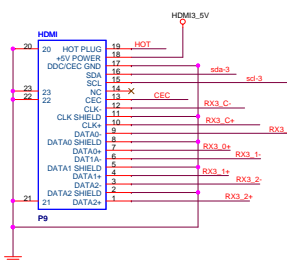 HDMI3_5V
HDMI
20 20 HOT PLUG 19 HOT
+5V POWER 18
DDC/CEC GND 17
SDA 16 sda-3
SCL 15 scl-3
23 23 NC 14
22 22 CEC 13 CEC
CLK- 12 RX3_C-
CLK SHIELD 11
CLK+ 10 RX3_C+
DATA0- 9 RX3_
DATA0 SHIELD 8
DATA0+ 7 RX3_0+
DATA1A- 6 RX3_1-
DATA1 SHIELD 5
DATA1+ 4 RX3_1+
DATA2- 3 RX3_2-
DATA2 SHIELD 2
21 21 DATA2+ 1 RX3_2+
P9